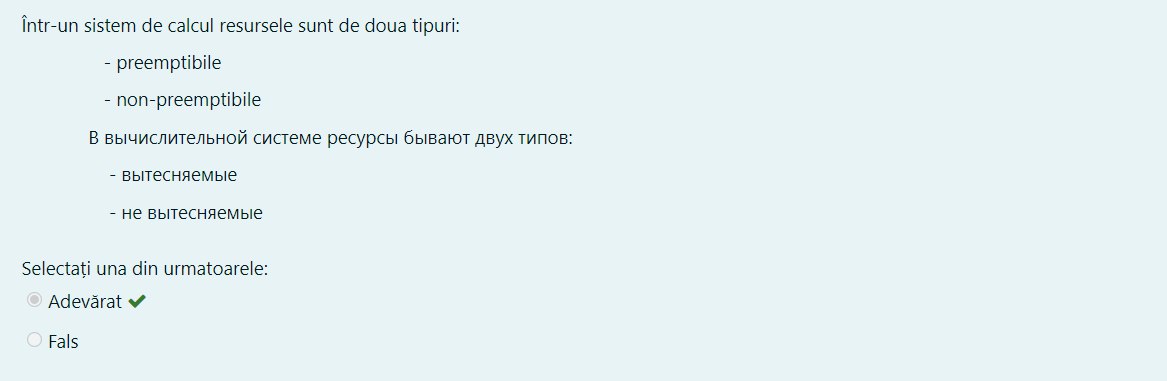 Într-un sistem de calcul resursele sunt de doua tipuri:
- preemptibile
- non-preemptibile
В вычислительной системе ресурсы бывают двух типов:
- вытесняемые
- не вытесняемые
Selectați una din urmatoarele:
Adevărat
Fals